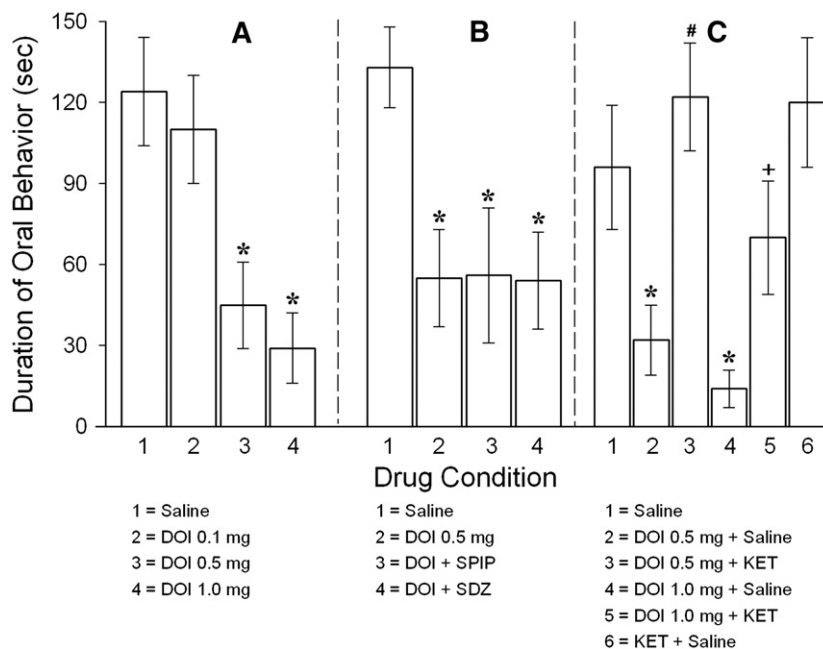 A B C
Duration of Oral Behavior (sec)
150
120
90
60
30
0
* *
* * *
* # * +
1 2 3 4 1 2 3 4 1 2 3 4 5 6
Drug Condition
1 = Saline
2 = DOI 0.1 mg
3 = DOI 0.5 mg
4 = DOI 1.0 mg
1 = Saline
2 = DOI 0.5 mg
3 = DOI + SPIP
4 = DOI + SDZ
1 = Saline
2 = DOI 0.5 mg + Saline
3 = DOI 0.5 mg + KET
4 = DOI 1.0 mg + Saline
5 = DOI 1.0 mg + KET
6 = KET + Saline